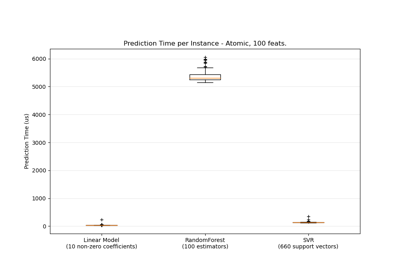 Prediction Time per Instance - Atomic, 100 feats.
6000
5000
4000
3000
2000
1000
0
Prediction Time (us)
Linear Model
(10 non-zero coefficients)
RandomForest
(100 estimators)
SVR
(660 support vectors)